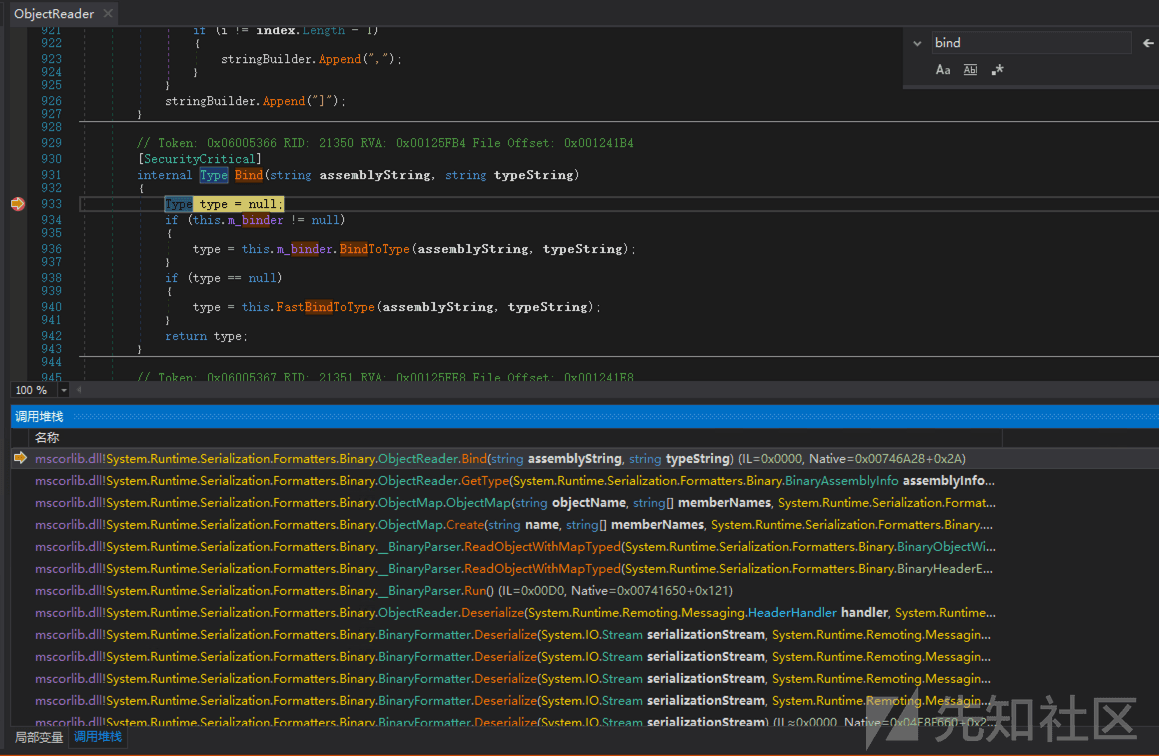 ObjectReader ×
921 if (i != index.Length - 1)
922 {
923 stringBuilder.Append(",");
924 }
925 }
926 stringBuilder.Append("]");
927 }
928
929 // Token: 0x06005366 RID: 21350 RVA: 0x00125FB4 File Offset: 0x001241B4
930 [SecurityCritical]
931 internal Type Bind(string assemblyString, string typeString)
932 {
933 Type type = null;
934 if (this.m_binder != null)
935 {
936 type = this.m_binder.BindToType(assemblyString, typeString);
937 }
938 if (type == null)
939 {
940 type = this.FastBindToType(assemblyString, typeString);
941 }
942 return type;
943 }
944
945 // Token: 0x06005367 RID: 21351 RVA: 0x00125FE8 File Offset: 0x001241E8
bind
Aa Ab .*
100 %
调用堆栈
名称
mscorlib.dll!System.Runtime.Serialization.Formatters.Binary.ObjectReader.Bind(string assemblyString, string typeString) (IL=0x0000, Native=0x00746A28+0x2A)
mscorlib.dll!System.Runtime.Serialization.Formatters.Binary.ObjectReader.GetType(System.Runtime.Serialization.Formatters.Binary.BinaryAssemblyInfo assemblyInfo...
mscorlib.dll!System.Runtime.Serialization.Formatters.Binary.ObjectMap.ObjectMap(string objectName, string[] memberNames, System.Runtime.Serialization.Format...
mscorlib.dll!System.Runtime.Serialization.Formatters.Binary.ObjectMap.Create(string name, string[] memberNames, System.Runtime.Serialization.Formatters.Binary....
mscorlib.dll!System.Runtime.Serialization.Formatters.Binary.__BinaryParser.ReadObjectWithMapTyped(System.Runtime.Serialization.Formatters.Binary.BinaryObjectWi...
mscorlib.dll!System.Runtime.Serialization.Formatters.Binary.__BinaryParser.ReadObjectWithMapTyped(System.Runtime.Serialization.Formatters.Binary.BinaryHeaderE...
mscorlib.dll!System.Runtime.Serialization.Formatters.Binary.__BinaryParser.Run() (IL=0x00D0, Native=0x00741650+0x121)
mscorlib.dll!System.Runtime.Serialization.Formatters.Binary.ObjectReader.Deserialize(System.Runtime.Remoting.Messaging.HeaderHandler handler, System.Runtime...
mscorlib.dll!System.Runtime.Serialization.Formatters.Binary.BinaryFormatter.Deserialize(System.IO.Stream serializationStream, System.Runtime.Remoting.Messagin...
mscorlib.dll!System.Runtime.Serialization.Formatters.Binary.BinaryFormatter.Deserialize(System.IO.Stream serializationStream, System.Runtime.Remoting.Messagin...
mscorlib.dll!System.Runtime.Serialization.Formatters.Binary.BinaryFormatter.Deserialize(System.IO.Stream serializationStream, System.Runtime.Remoting.Messagin...
mscorlib.dll!System.Runtime.Serialization.Formatters.Binary.BinaryFormatter.Deserialize(System.IO.Stream serializationStream, System.Runtime.Remoting.Messagin...
mscorlib.dll!System.Runtime.Serialization.Formatters.Binary.BinaryFormatter.Deserialize(System.IO.Stream serializationStream)
局部变量 调用堆栈
先知社区